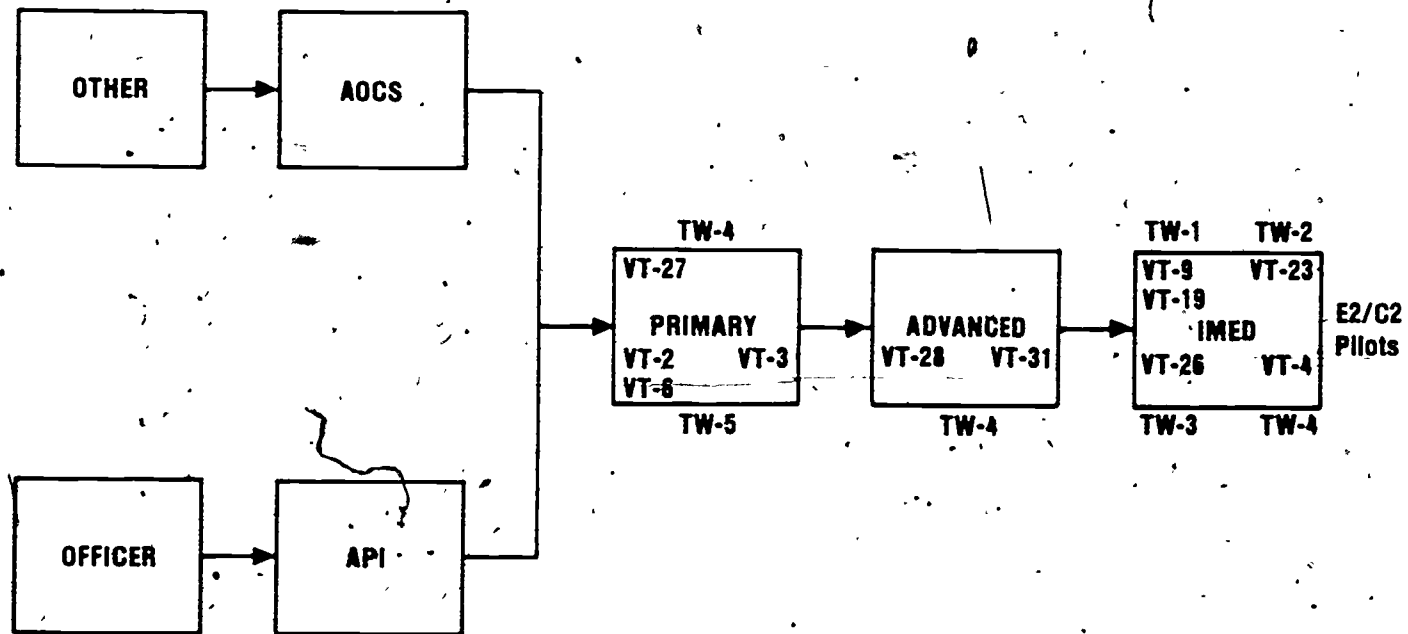 OTHER
AOCS
TW-4
VT-27
PRIMARY
VT-2 VT-3
VT-6
TW-5
ADVANCED
VT-28 VT-31
TW-4
TW-1 TW-2
VT-9 VT-23
VT-19
IMED
VT-26 VT-4
TW-3 TW-4
E2/C2
Pilots
OFFICER
API